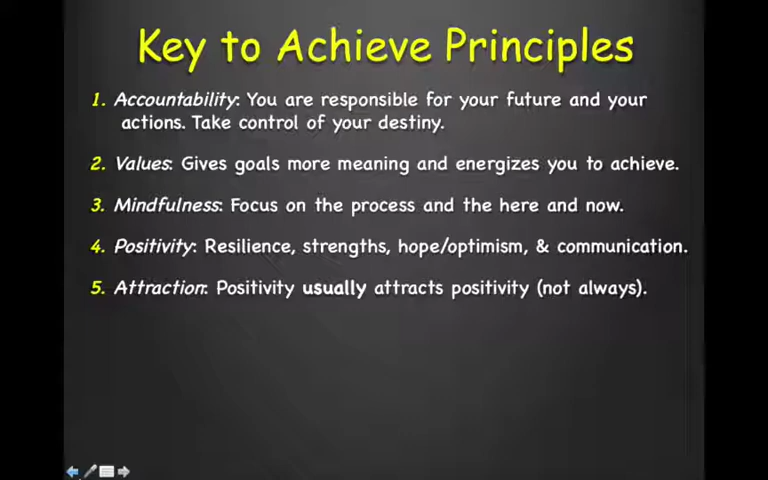 Key to Achieve Principles
1. Accountability: You are responsible for your future and your
actions. Take control of your destiny.
2. Values: Gives goals more meaning and energizes you to achieve.
3. Mindfulness: Focus on the process and the here and now.
4. Positivity: Resilience, strengths, hope/optimism, & communication.
5. Attraction: Positivity usually attracts positivity (not always).